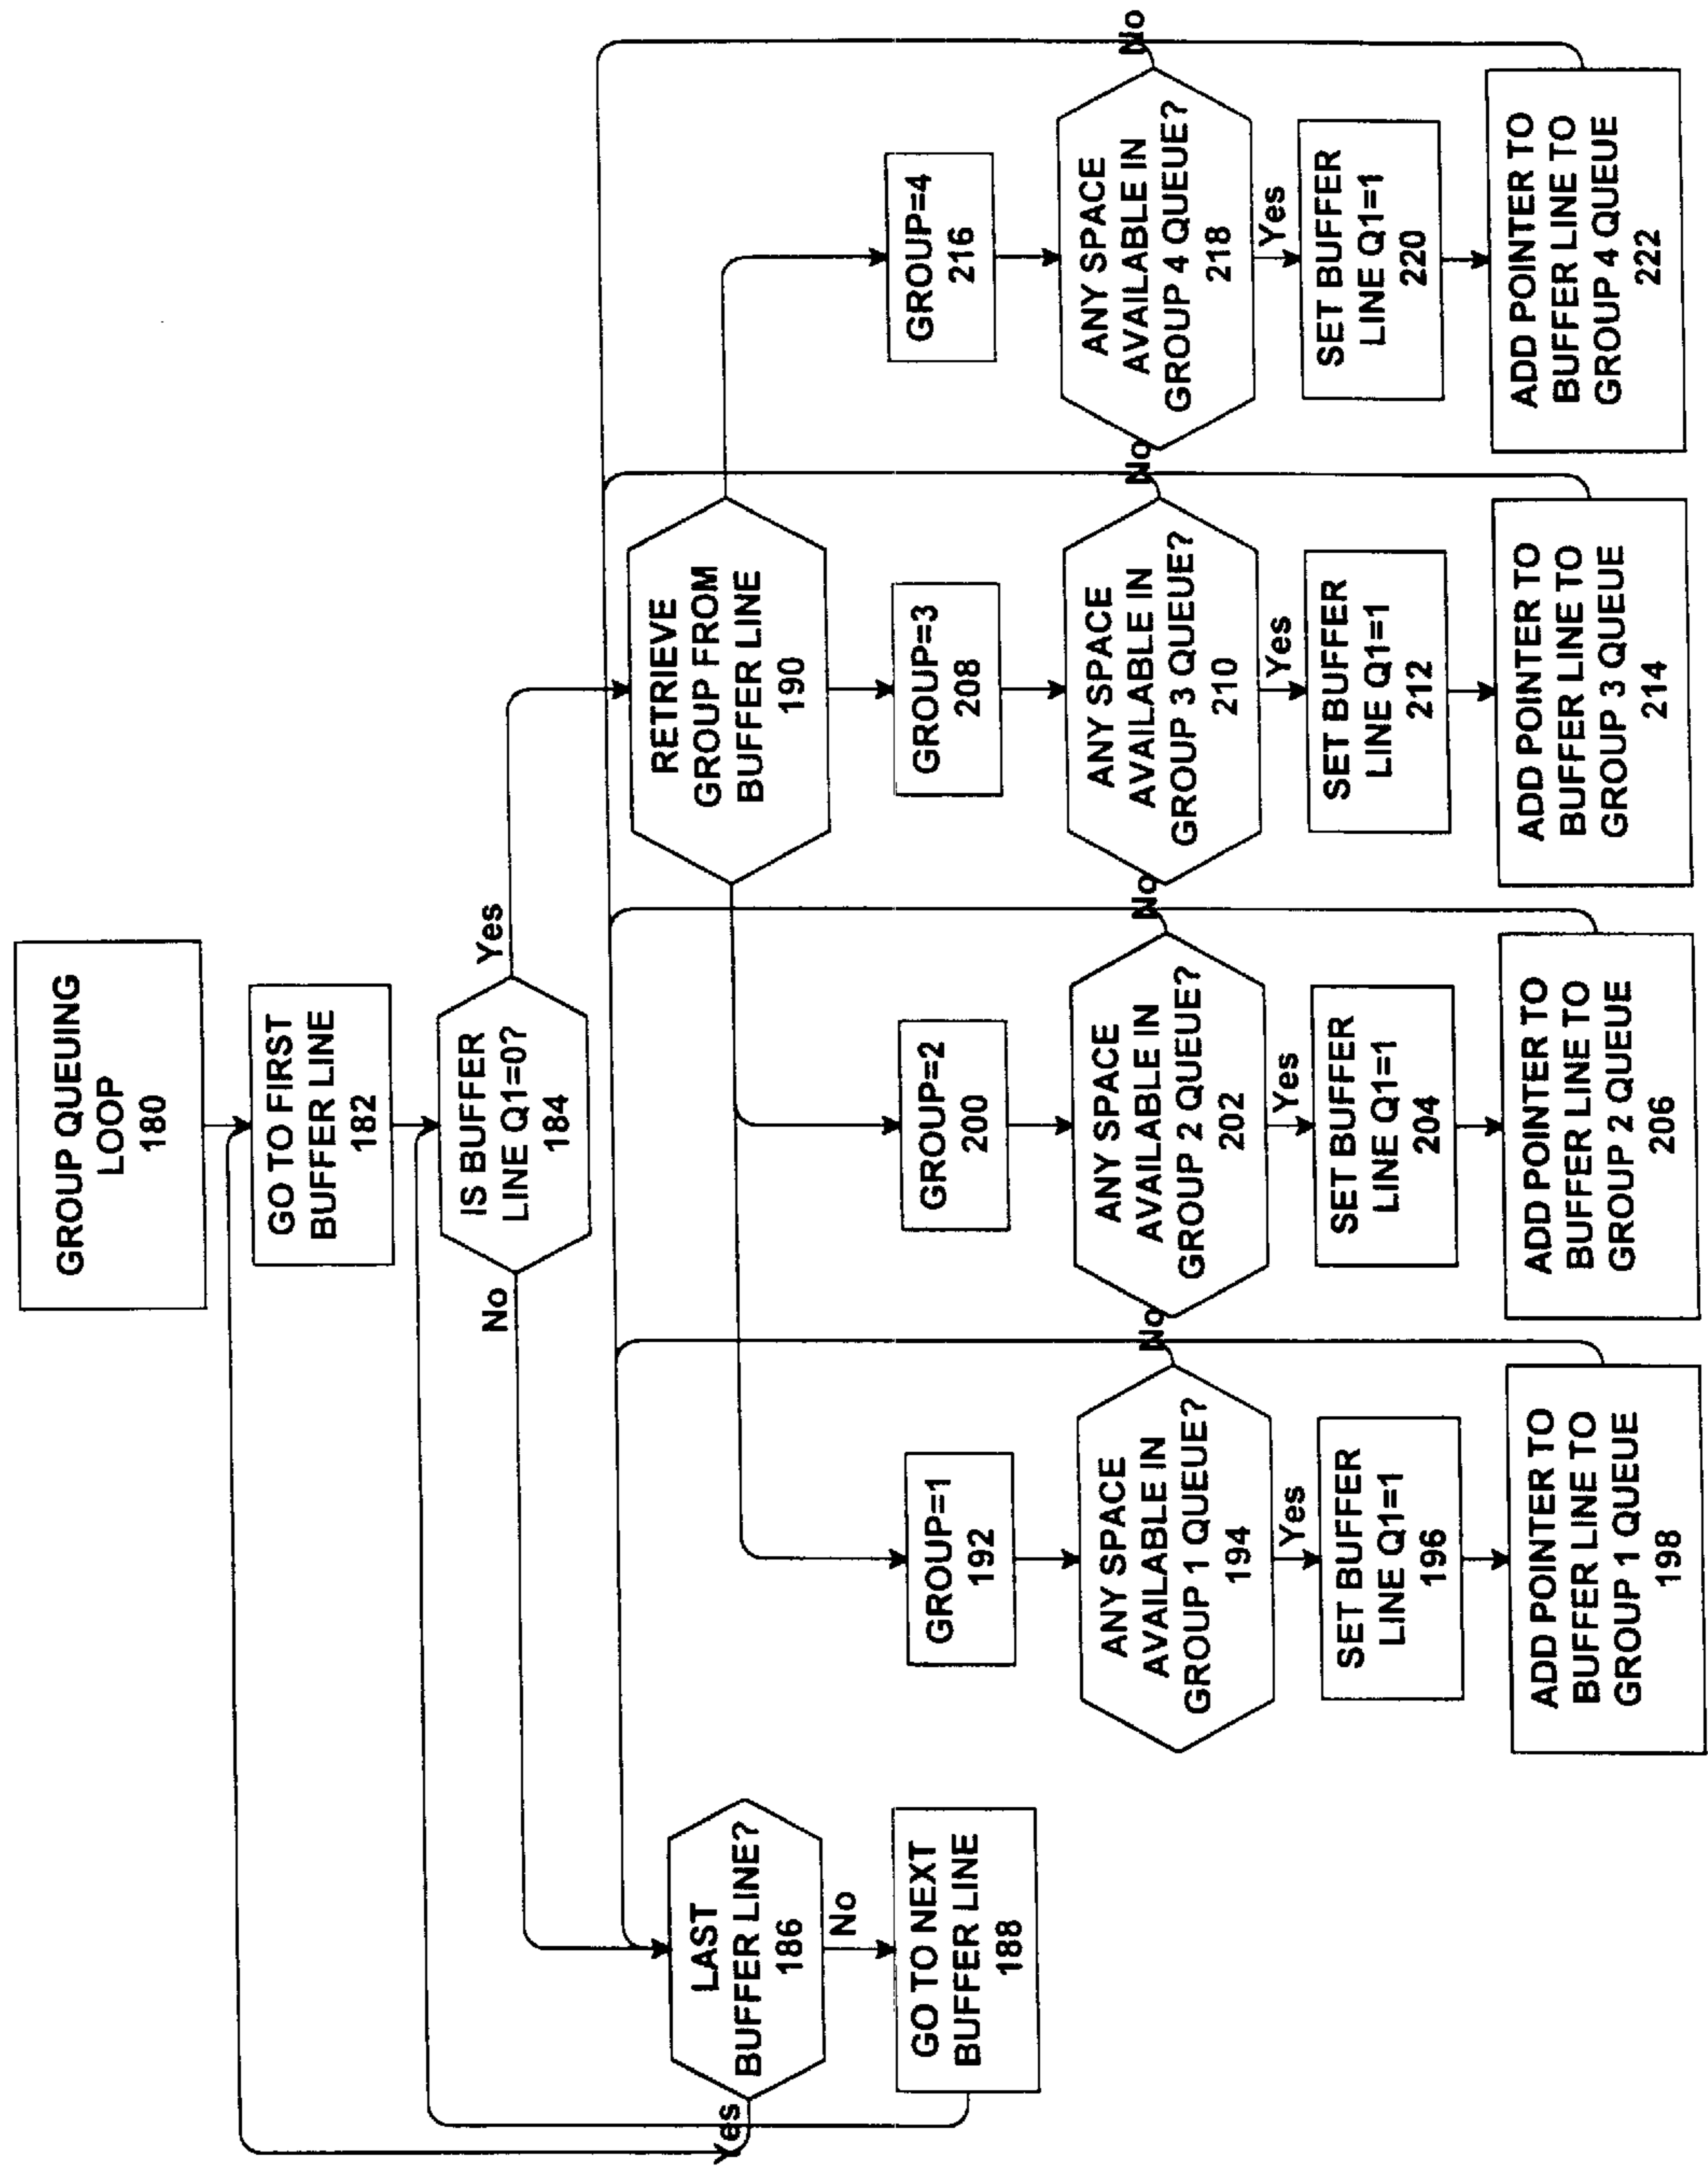 GROUP QUEUING
LOOP
180
GO TO FIRST
BUFFER LINE
182
IS BUFFER
LINE Q1=0?
184
Yes
No
LAST
BUFFER LINE?
186
Yes
No
GO TO NEXT
BUFFER LINE
188
RETRIEVE
GROUP FROM
BUFFER LINE
190
GROUP=1
192
ANY SPACE
AVAILABLE IN
GROUP 1 QUEUE?
194
No
Yes
SET BUFFER
LINE Q1=1
196
ADD POINTER TO
BUFFER LINE TO
GROUP 1 QUEUE
198
GROUP=2
200
ANY SPACE
AVAILABLE IN
GROUP 2 QUEUE?
202
No
Yes
SET BUFFER
LINE Q1=1
204
ADD POINTER TO
BUFFER LINE TO
GROUP 2 QUEUE
206
GROUP=3
208
ANY SPACE
AVAILABLE IN
GROUP 3 QUEUE?
210
No
Yes
SET BUFFER
LINE Q1=1
212
ADD POINTER TO
BUFFER LINE TO
GROUP 3 QUEUE
214
GROUP=4
216
ANY SPACE
AVAILABLE IN
GROUP 4 QUEUE?
218
No
Yes
SET BUFFER
LINE Q1=1
220
ADD POINTER TO
BUFFER LINE TO
GROUP 4 QUEUE
222